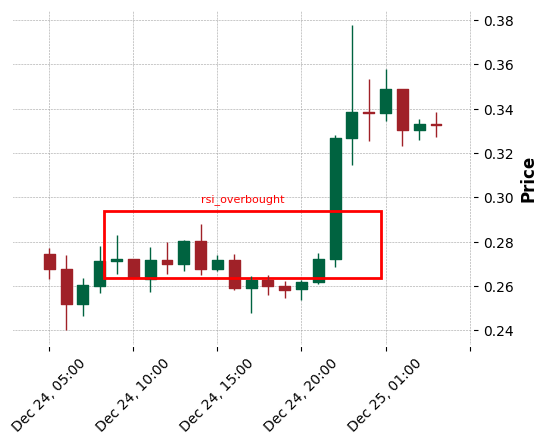 0.38
0.36
0.34
0.32
0.30
0.28
0.26
0.24
Price
rsi_overbought
Dec 24, 05:00
Dec 24, 10:00
Dec 24, 15:00
Dec 24, 20:00
Dec 25, 01:00